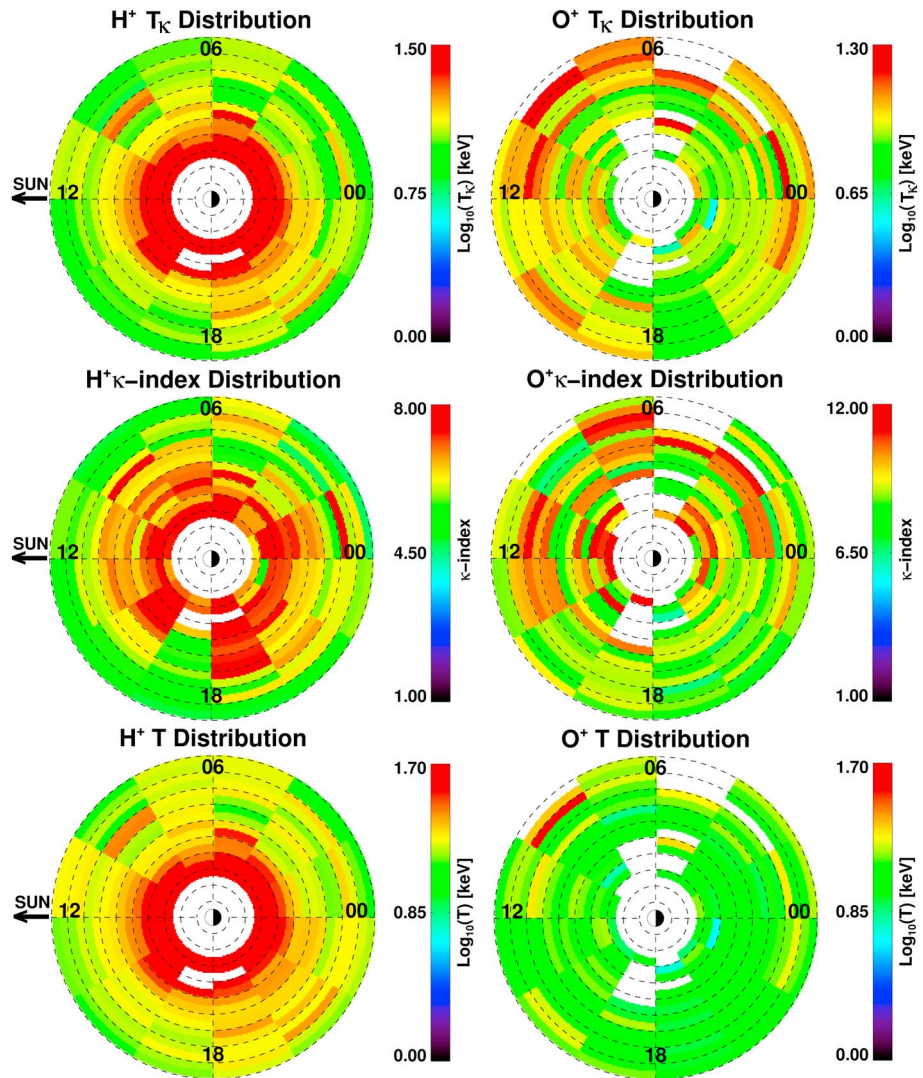 H⁺ Tκ Distribution
O⁺ Tκ Distribution
06
1.50
06
1.30
SUN
12
00
0.75
Log₁₀(Tκ) [keV]
12
00
0.65
Log₁₀(Tκ) [keV]
18
0.00
18
0.00
H⁺κ−index Distribution
O⁺κ−index Distribution
06
8.00
06
12.00
SUN
12
00
4.50
κ−index
12
00
6.50
κ−index
18
1.00
18
1.00
H⁺ T Distribution
O⁺ T Distribution
06
1.70
06
1.70
SUN
12
00
0.85
Log₁₀(T) [keV]
12
00
0.85
Log₁₀(T) [keV]
18
0.00
18
0.00